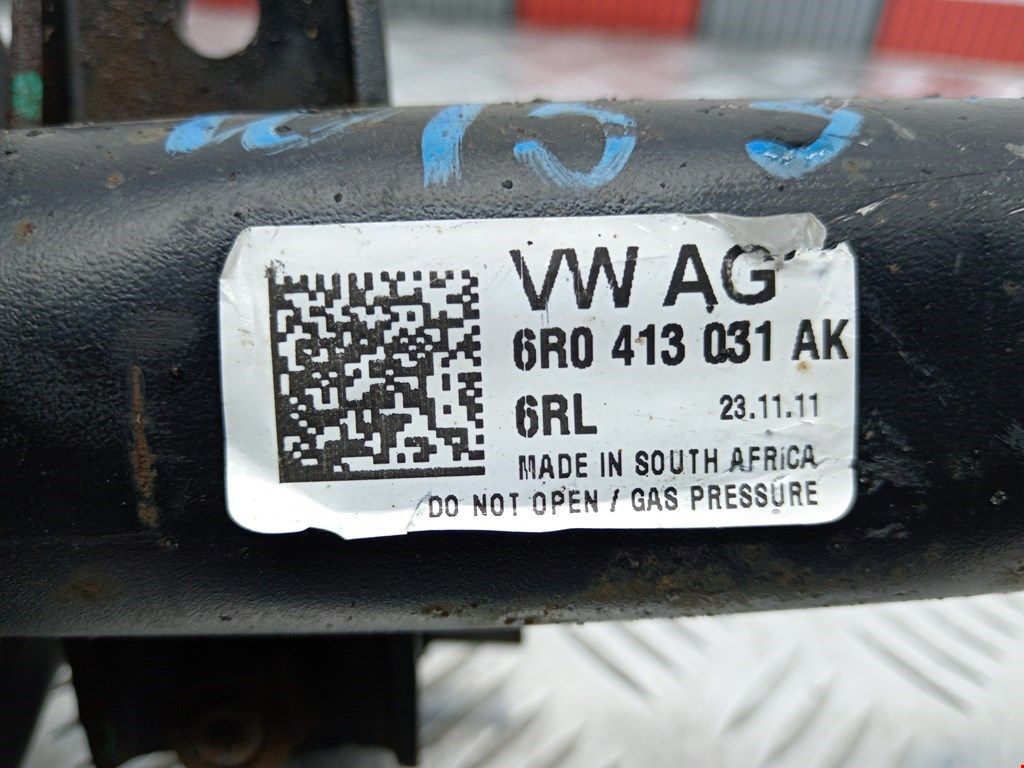 VW AG
6R0 413 031 AK
6RL 23.11.11
MADE IN SOUTH AFRICA
DO NOT OPEN / GAS PRESSURE